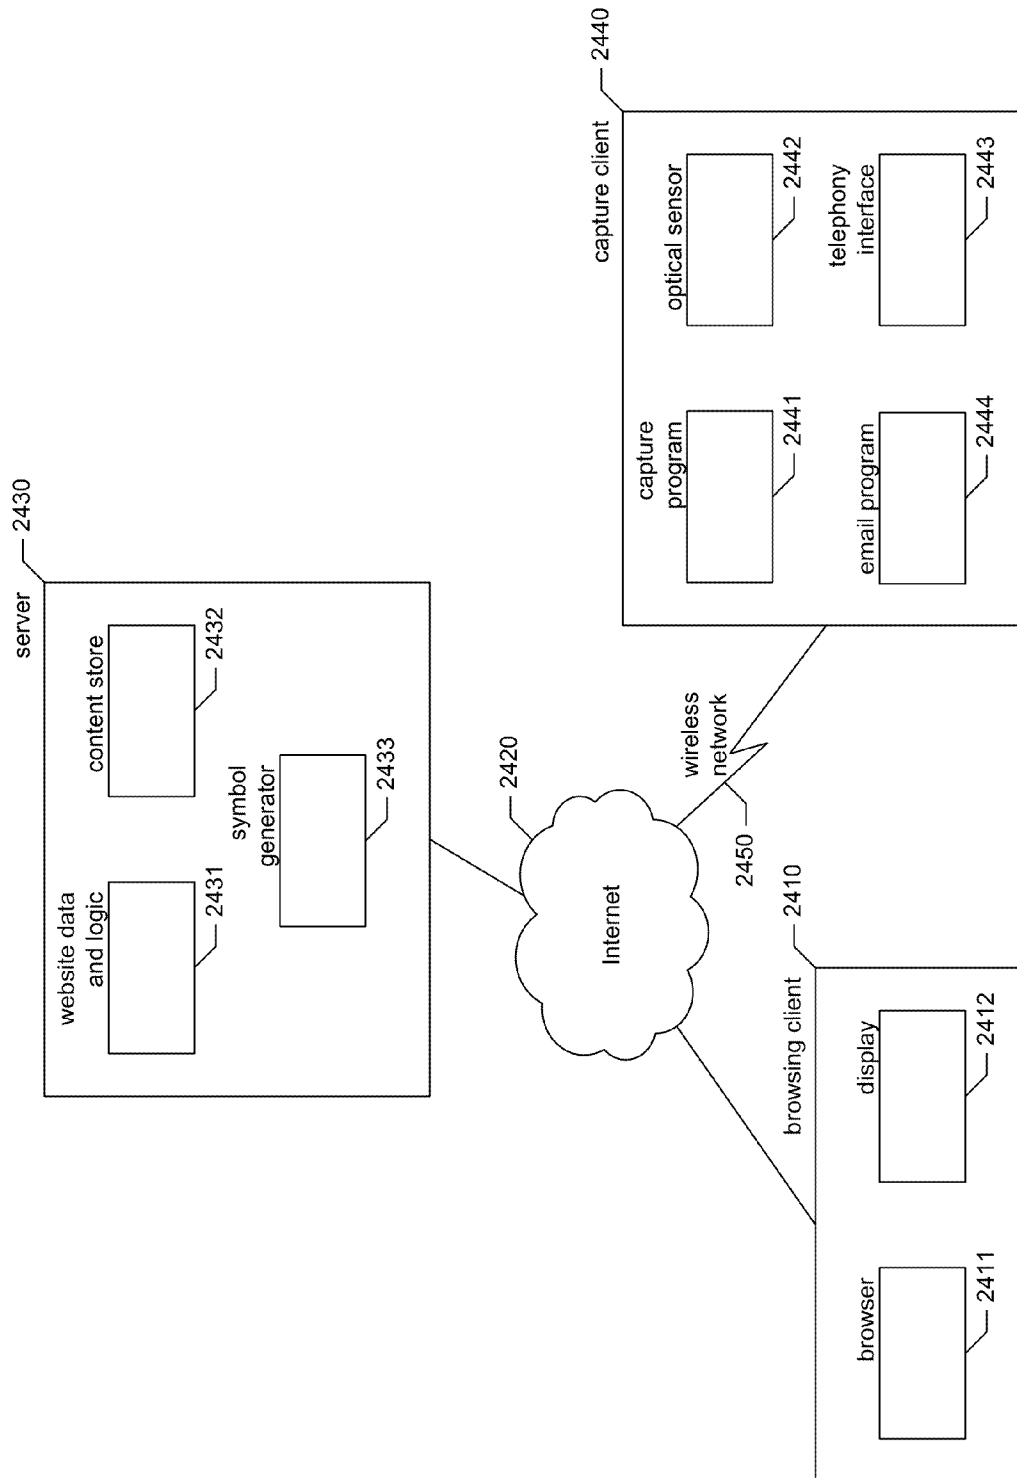 server
2430
website data
and logic
2431
content store
2432
symbol
generator
2433
Internet
2420
wireless
network
2450
browsing client
2410
browser
2411
display
2412
capture client
2440
capture
program
2441
optical sensor
2442
email program
2444
telephony
interface
2443